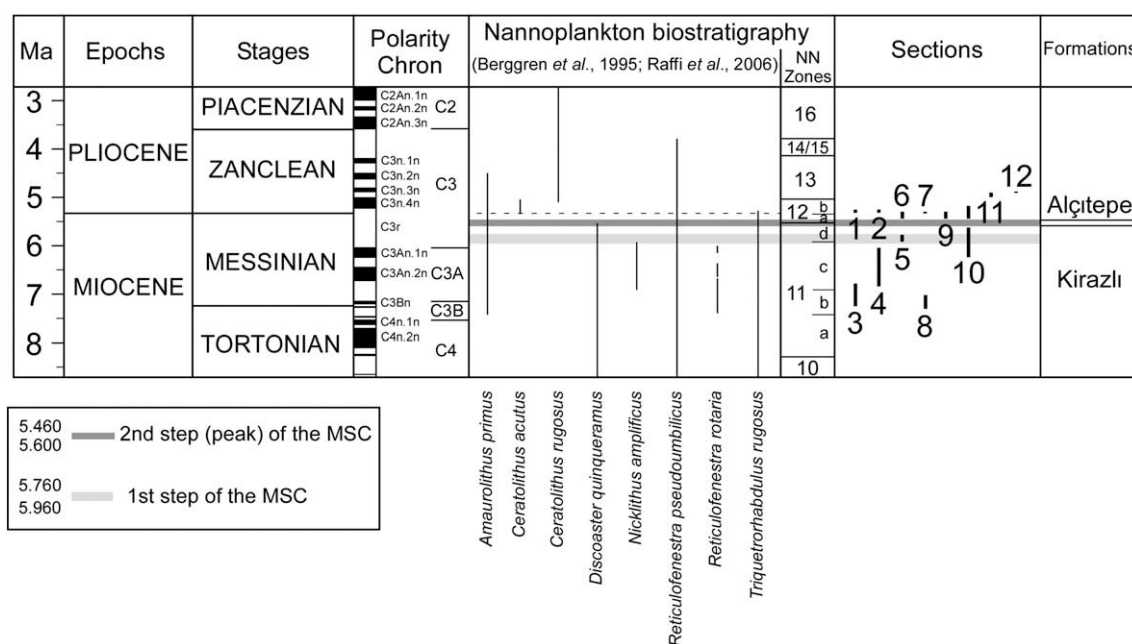 Ma
Epochs
Stages
Polarity
Chron
Nannoplankton biostratigraphy
(Berggren et al., 1995; Raffi et al., 2006)
NN
Zones
Sections
Formations
3
4
5
6
7
8
PLIOCENE
MIOCENE
PIACENZIAN
ZANCLEAN
MESSINIAN
TORTONIAN
C2An.1n
C2An.2n
C2An.3n
C3n.1n
C3n.2n
C3n.3n
C3n.4n
C3r
C3An.1n
C3An.2n
C3Bn
C4n.1n
C4n.2n
C2
C3
C3A
C3B
C4
16
14/15
13
12
b
a
d
c
11
b
a
10
1
2
3
4
5
6
7
8
9
10
11
12
Alçıtepe
Kirazlı
5.460
5.600
2nd step (peak) of the MSC
5.760
5.960
1st step of the MSC
Amaurolithus primus
Ceratolithus acutus
Ceratolithus rugosus
Discoaster quinqueramus
Nicklithus amplificus
Reticulofenestra pseudoumbilicus
Reticulofenestra rotaria
Triquetrorhabdulus rugosus